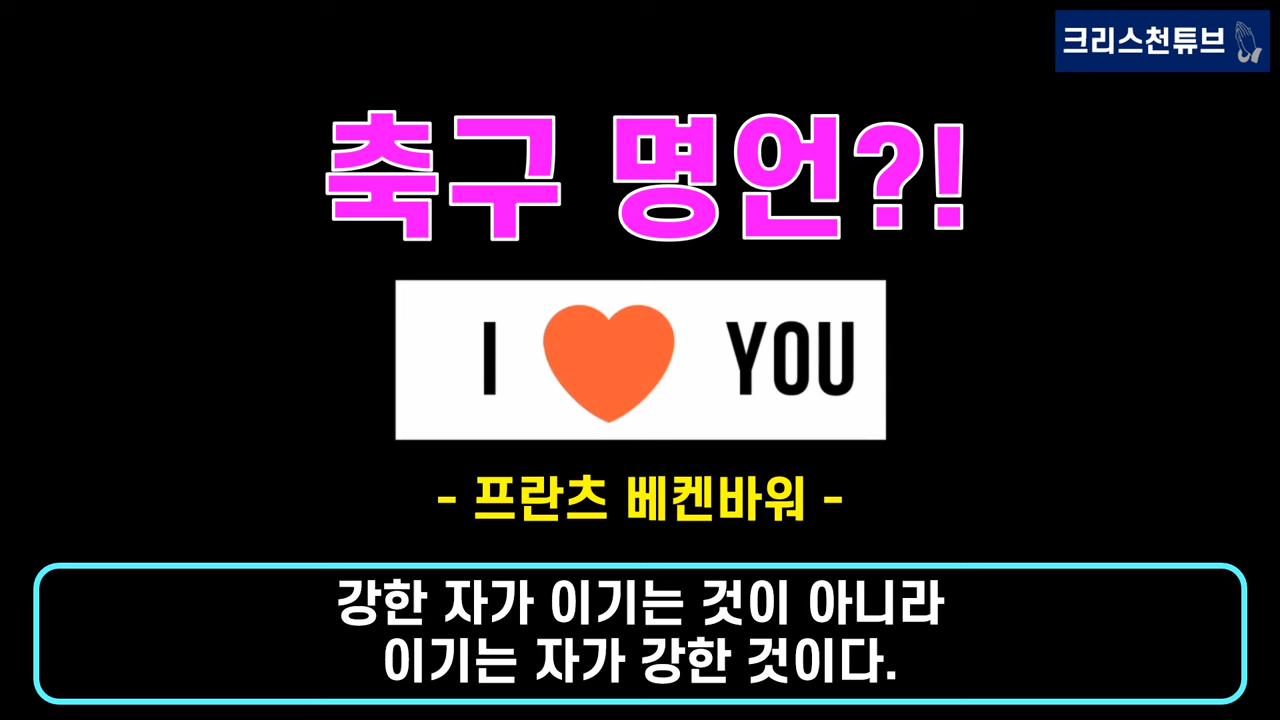 크리스천튜브
축구 명언?!
I YOU
- 프란츠 베켄바워 -
강한 자가 이기는 것이 아니라
이기는 자가 강한 것이다.